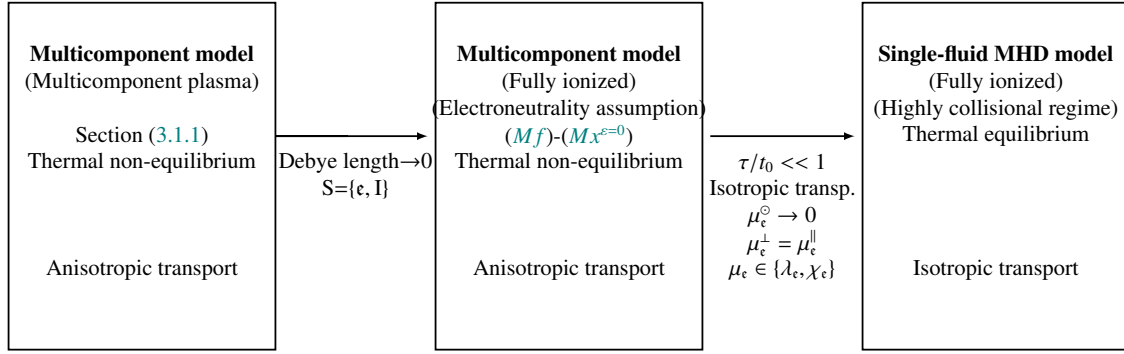 Multicomponent model
(Multicomponent plasma)
Section (3.1.1)
Thermal non-equilibrium
Anisotropic transport
Debye length→0
S={𝔢, I}
Multicomponent model
(Fully ionized)
(Electroneutrality assumption)
(Mf)-(Mx^{ε=0})
Thermal non-equilibrium
Anisotropic transport
τ/t₀ << 1
Isotropic transp.
μ_𝔢^⊙ → 0
μ_𝔢^⊥ = μ_𝔢^∥
μ_𝔢 ∈ {λ_𝔢, χ_𝔢}
Single-fluid MHD model
(Fully ionized)
(Highly collisional regime)
Thermal equilibrium
Isotropic transport